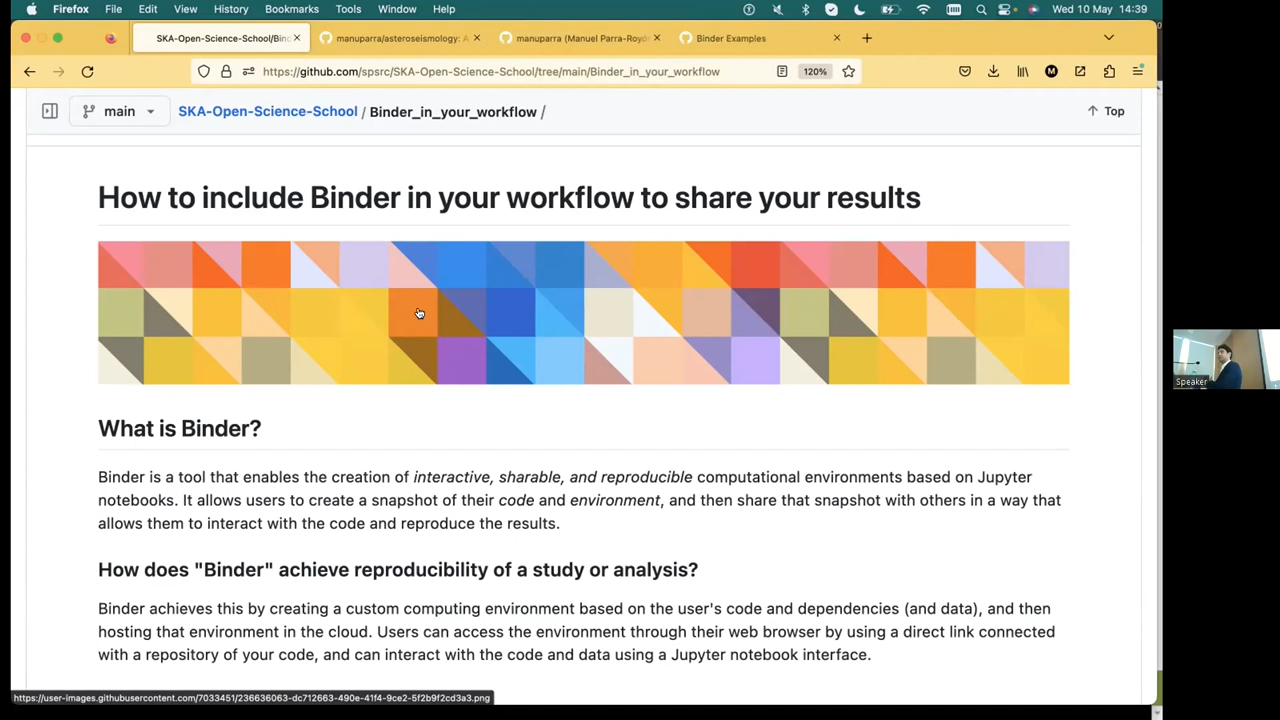 Firefox File Edit View History Bookmarks Tools Window Help Wed 10 May 14:39
SKA-Open-Science-School/Bin manuparra/asteroseismology: A manuparra (Manuel Parra-Royón) Binder Examples
https://github.com/spsrc/SKA-Open-Science-School/tree/main/Binder_in_your_workflow 120% M
main SKA-Open-Science-School / Binder_in_your_workflow / Top
How to include Binder in your workflow to share your results
What is Binder?
Binder is a tool that enables the creation of interactive, sharable, and reproducible computational environments based on Jupyter
notebooks. It allows users to create a snapshot of their code and environment, and then share that snapshot with others in a way that
allows them to interact with the code and reproduce the results.
How does "Binder" achieve reproducibility of a study or analysis?
Binder achieves this by creating a custom computing environment based on the user's code and dependencies (and data), and then
hosting that environment in the cloud. Users can access the environment through their web browser by using a direct link connected
with a repository of your code, and can interact with the code and data using a Jupyter notebook interface.
https://user-images.githubusercontent.com/7033451/236636063-dc712663-490e-41f4-9ce2-5f2b9f2cd3a3.png
Speaker